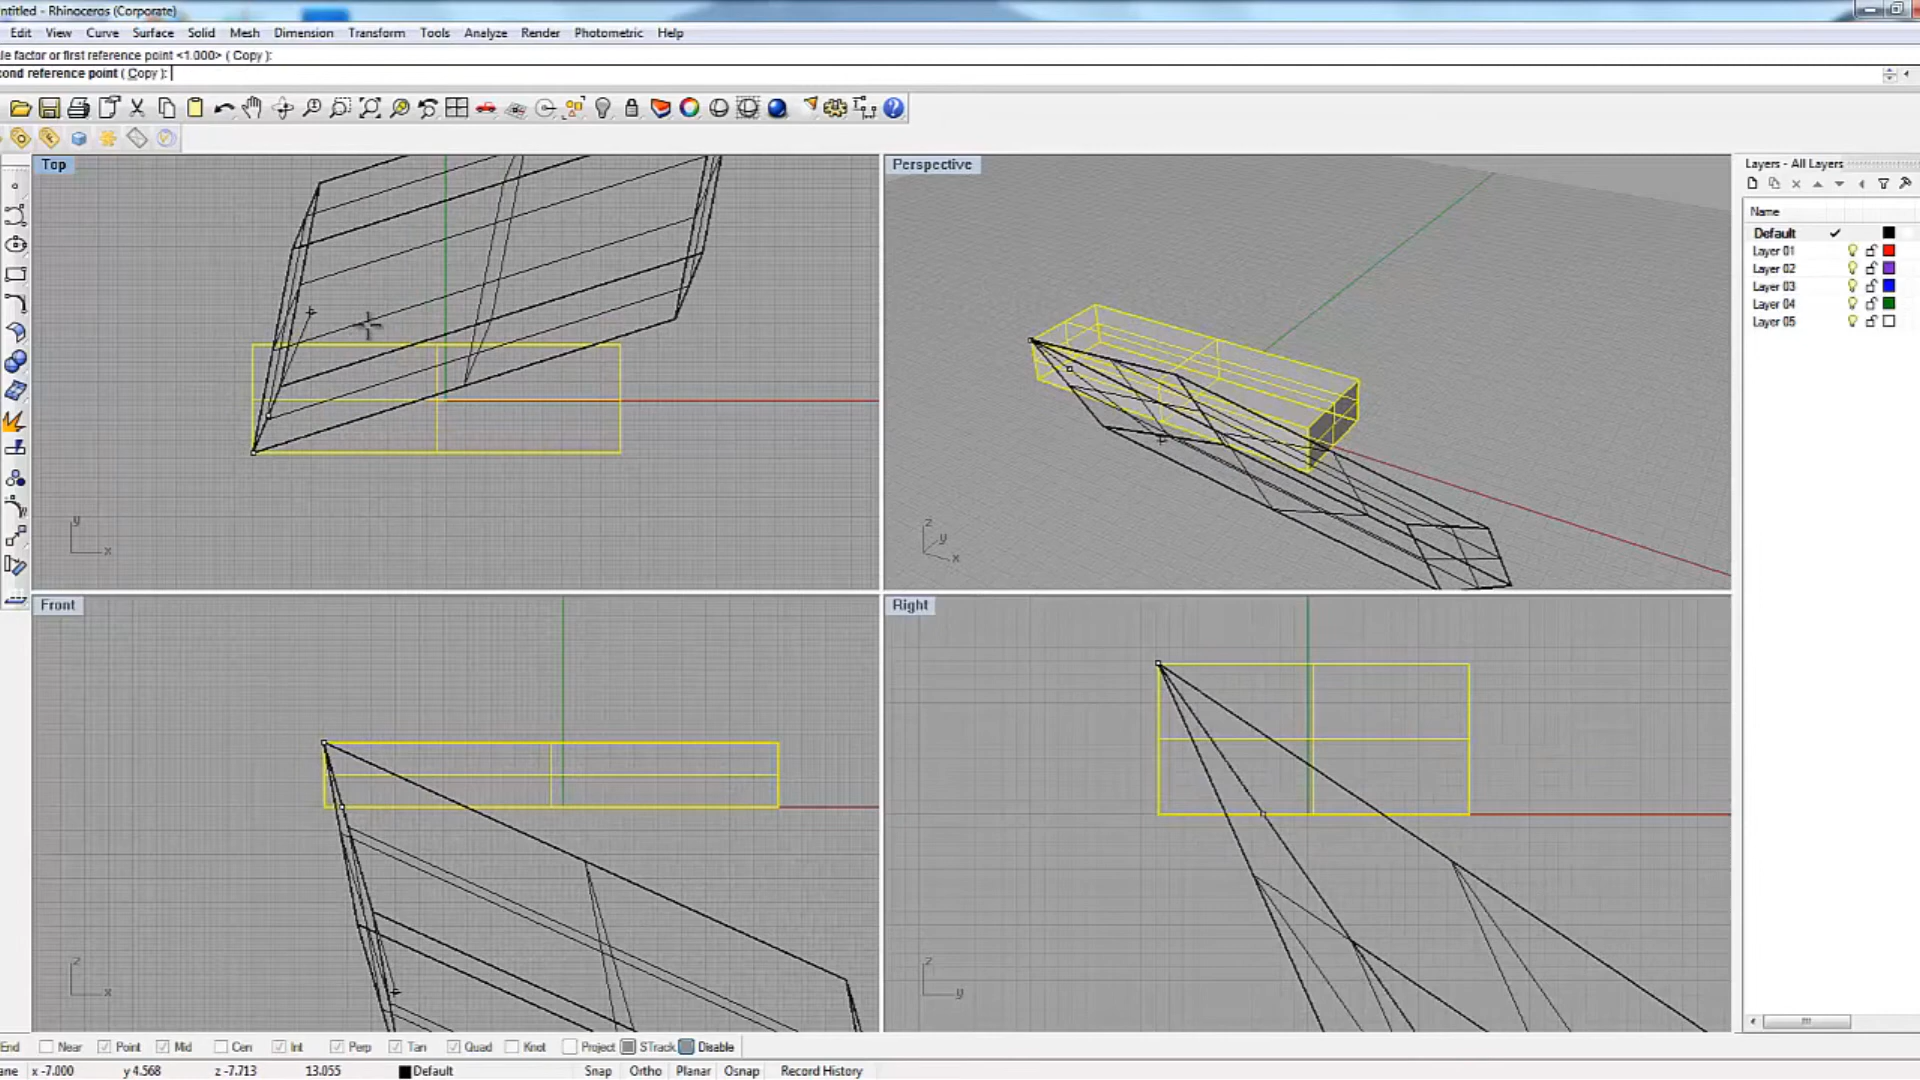 ntitled - Rhinoceros (Corporate)
Edit View Curve Surface Solid Mesh Dimension Transform Tools Analyze Render Photometric Help
le factor or first reference point <1.000> ( Copy ):
cond reference point ( Copy ):
Top
Perspective
Layers - All Layers
Name
Default
Layer 01
Layer 02
Layer 03
Layer 04
Layer 05
y
x
z
y
x
Front
Right
z
x
z
y
End Near Point Mid Cen Int Perp Tan Quad Knot Project STrack Disable
ane x -7.000 y 4.568 z -7.713 13.055 Default Snap Ortho Planar Osnap Record History